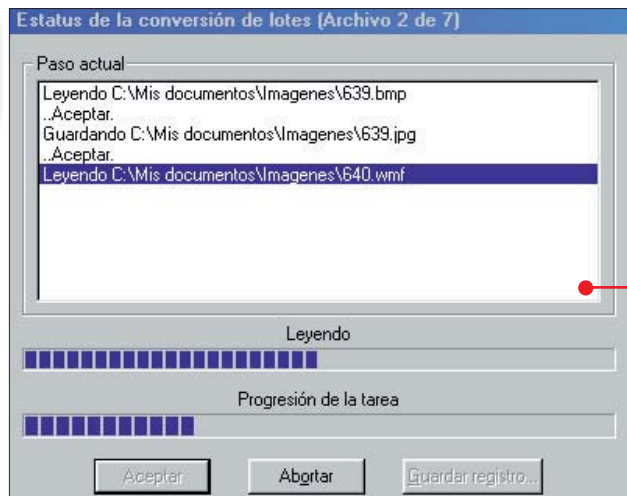 Estatus de la conversión de lotes (Archivo 2 de 7)
Paso actual
Leyendo C:\Mis documentos\Imagenes\639.bmp
..Aceptar.
Guardando C:\Mis documentos\Imagenes\639.jpg
..Aceptar.
Leyendo C:\Mis documentos\Imagenes\640.wmf
Leyendo
Progresión de la tarea
Aceptar Abortar Guardar registro...